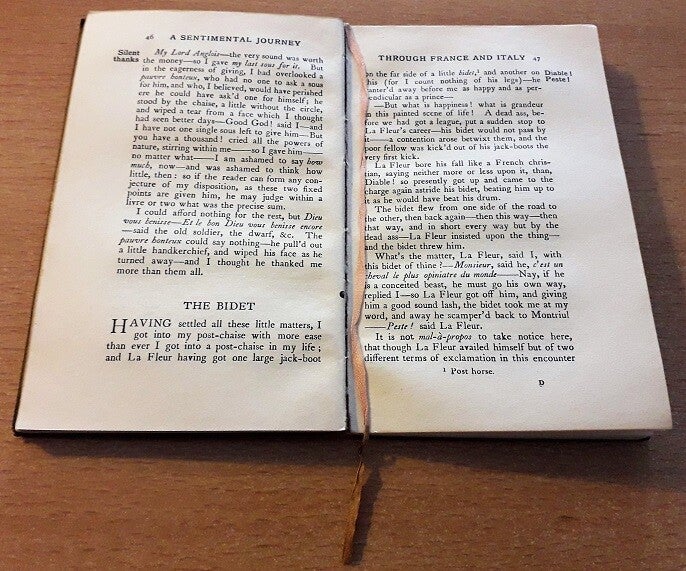 46 A SENTIMENTAL JOURNEY
Silent thanks
My Lord Anglois—the very sound was worth
the money—so I gave my last sous for it. But
in the eagerness of giving, I had overlooked a
pauvre honteux, who had no one to ask a sous
for him, and who, I believed, would have perished
ere he could have ask'd one for himself; he
stood by the chaise, a little without the circle,
and wiped a tear from a face which I thought
had seen better days—Good God! said I—and
I have not one single sous left to give him—But
you have a thousand! cried all the powers of
nature, stirring within me—so I gave him—
no matter what—I am ashamed to say how
much, now—and was ashamed to think how
little, then: so if the reader can form any con-
jecture of my disposition, as these two fixed
points are given him, he may judge within a
livre or two what was the precise sum.
I could afford nothing for the rest, but Dieu
vous benisse—Et le bon Dieu vous benisse encore
—said the old soldier, the dwarf, &c. The
pauvre honteux could say nothing—he pull'd out
a little handkerchief, and wiped his face as he
turned away—and I thought he thanked me
more than them all.
THE BIDET
HAVING settled all these little matters, I
got into my post-chaise with more ease
than ever I got into a post-chaise in my life;
and La Fleur having got one large jack-boot
THROUGH FRANCE AND ITALY 47
on the far side of a little bidet,¹ and another on
this (for I count nothing of his legs)—he
canter'd away before me as happy and as per-
pendicular as a prince—
Diable!
Peste!
—But what is happiness! what is grandeur
in this painted scene of life! A dead ass, be-
fore we had got a league, put a sudden stop to
La Fleur's career—his bidet would not pass by
it—a contention arose betwixt them, and the
poor fellow was kick'd out of his jack-boots the
very first kick.
La Fleur bore his fall like a French chris-
tian, saying neither more or less upon it, than,
Diable! so presently got up and came to the
charge again astride his bidet, beating him up to
it as he would have beat his drum.
The bidet flew from one side of the road to
the other, then back again—then this way—then
that way, and in short every way but by the
dead ass—La Fleur insisted upon the thing—
and the bidet threw him.
What's the matter, La Fleur, said I, with
this bidet of thine!—Monsieur, said he, c'est un
cheval le plus opiniatre du monde—Nay, if he
is a conceited beast, he must go his own way,
replied I—so La Fleur got off him, and giving
him a good sound lash, the bidet took me at my
word, and away he scamper'd back to Montriul
—Peste! said La Fleur.
It is not mal-à-propos to take notice here,
that though La Fleur availed himself but of two
different terms of exclamation in this encounter
¹ Post horse.
D